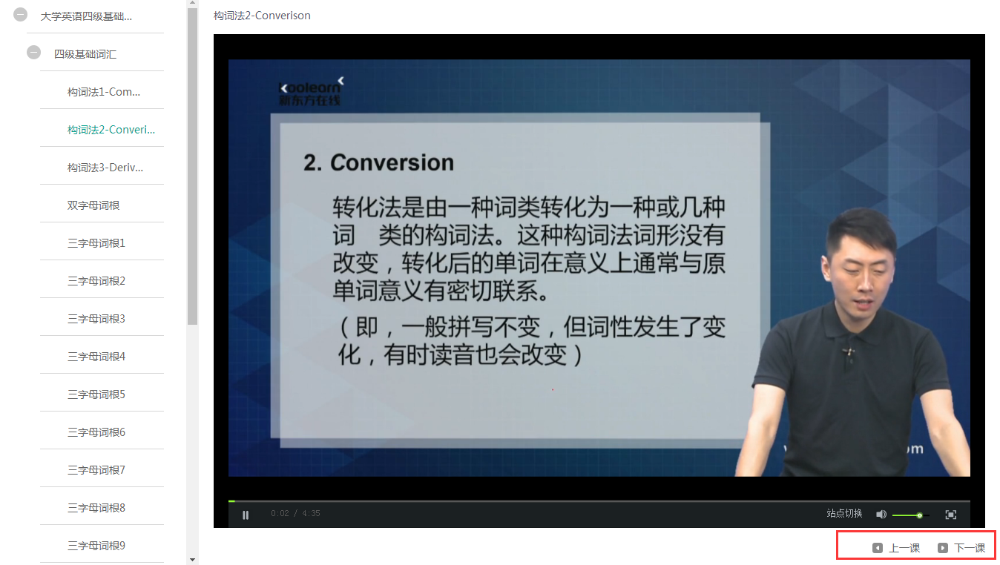 大学英语四级基础...
四级基础词汇
构词法1-Com...
构词法2-Converi...
构词法3-Deriv...
双字母词根
三字母词根1
三字母词根2
三字母词根3
三字母词根4
三字母词根5
三字母词根6
三字母词根7
三字母词根8
三字母词根9
构词法2-Converison
koolearn
新东方在线
2. Conversion
转化法是由一种词类转化为一种或几种
词 类的构词法。这种构词法词形没有
改变，转化后的单词在意义上通常与原
单词意义有密切联系。
（即，一般拼写不变，但词性发生了变
化，有时读音也会改变）
om
0:02 / 4:35
站点切换
上一课 下一课